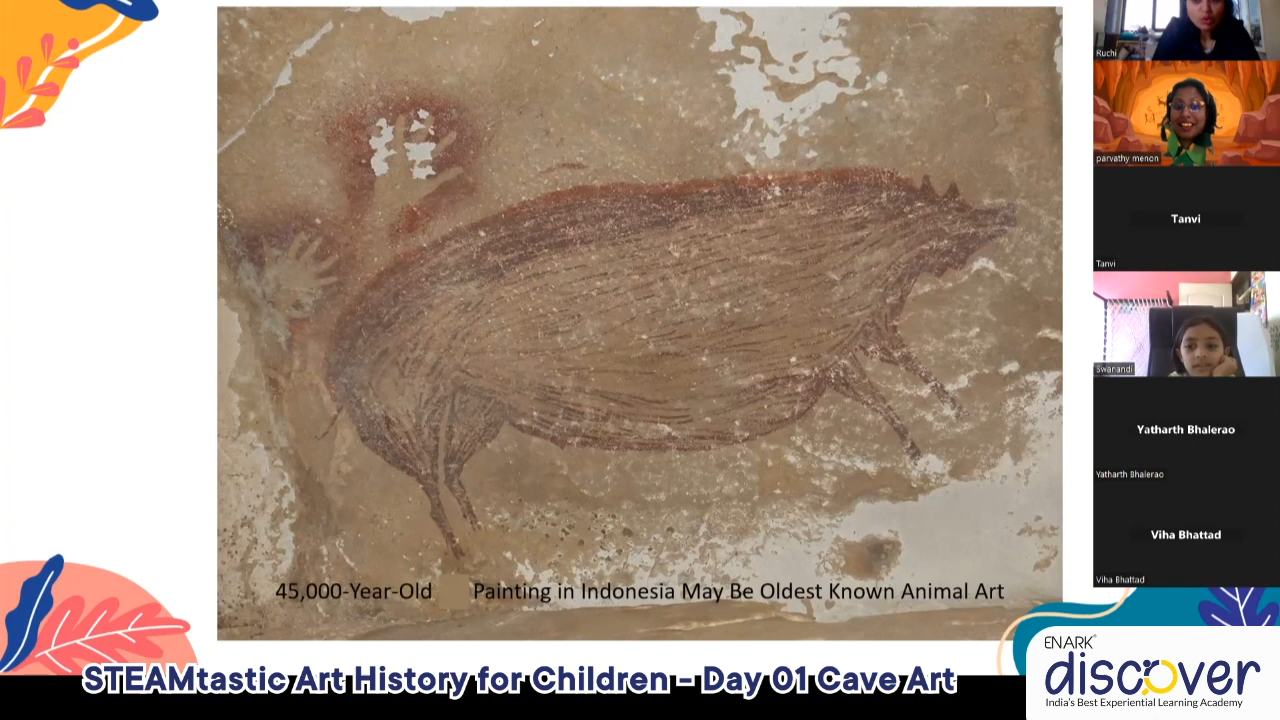 Ruchi
parvathy menon
Tanvi
Tanvi
Swanandi
Yatharth Bhalerao
Yatharth Bhalerao
Viha Bhattad
Viha Bhattad
45,000-Year-Old Painting in Indonesia May Be Oldest Known Animal Art
STEAMtastic Art History for Children - Day 01 Cave Art
ENARK®
discover
India's Best Experiential Learning Academy